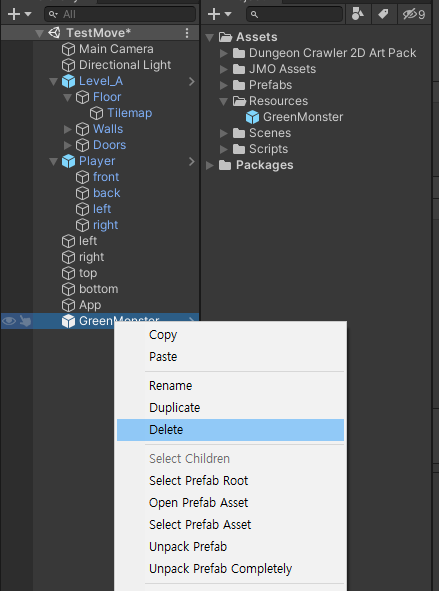 All
9
TestMove*
Main Camera
Directional Light
Level_A
Floor
Tilemap
Walls
Doors
Player
front
back
left
right
left
right
top
bottom
App
GreenMonster
Assets
Dungeon Crawler 2D Art Pack
JMO Assets
Prefabs
Resources
GreenMonster
Scenes
Scripts
Packages
Copy
Paste
Rename
Duplicate
Delete
Select Children
Select Prefab Root
Open Prefab Asset
Select Prefab Asset
Unpack Prefab
Unpack Prefab Completely